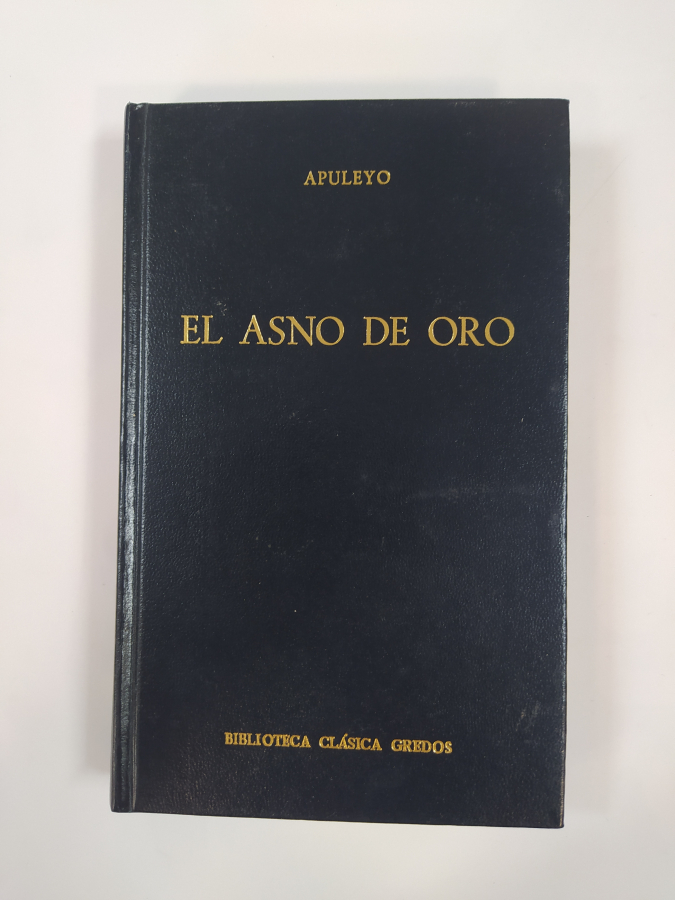 APULEYO
EL ASNO DE ORO
BIBLIOTECA CLÁSICA GREDOS